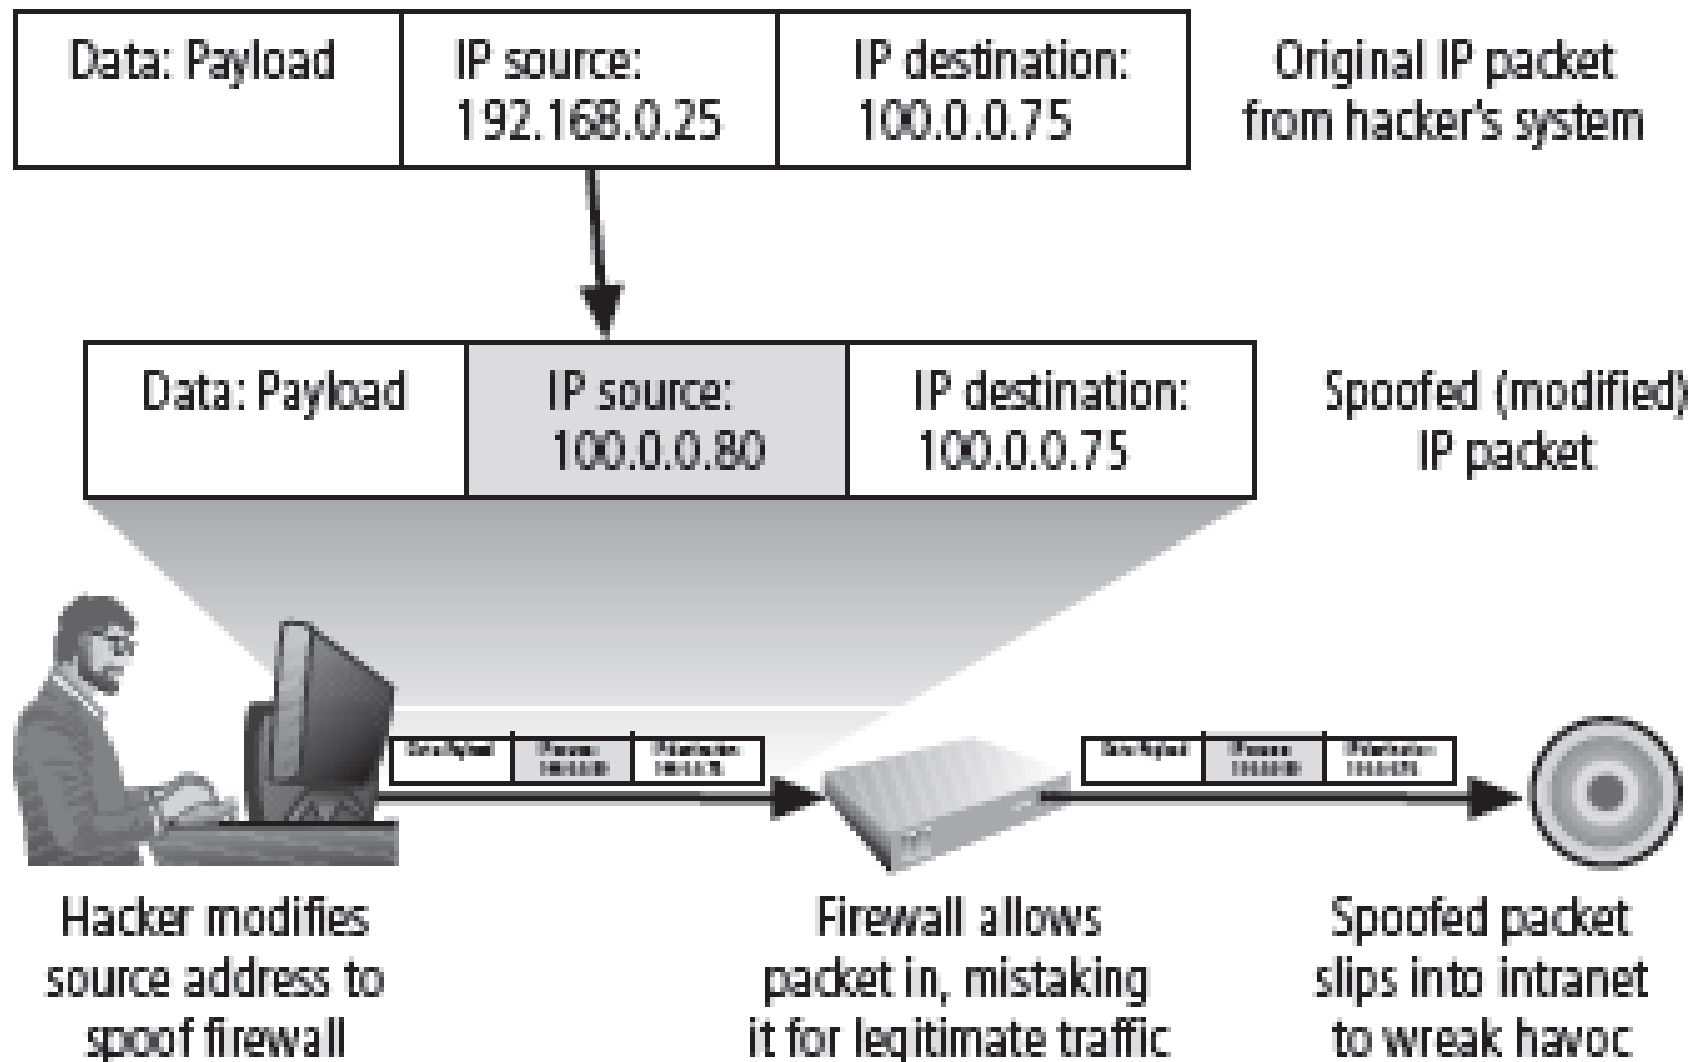 Data: Payload
IP source:
192.168.0.25
IP destination:
100.0.0.75
Original IP packet
from hacker's system
Data: Payload
IP source:
100.0.0.80
IP destination:
100.0.0.75
Spoofed (modified)
IP packet
Hacker modifies
source address to
spoof firewall
Firewall allows
packet in, mistaking
it for legitimate traffic
Spoofed packet
slips into intranet
to wreak havoc